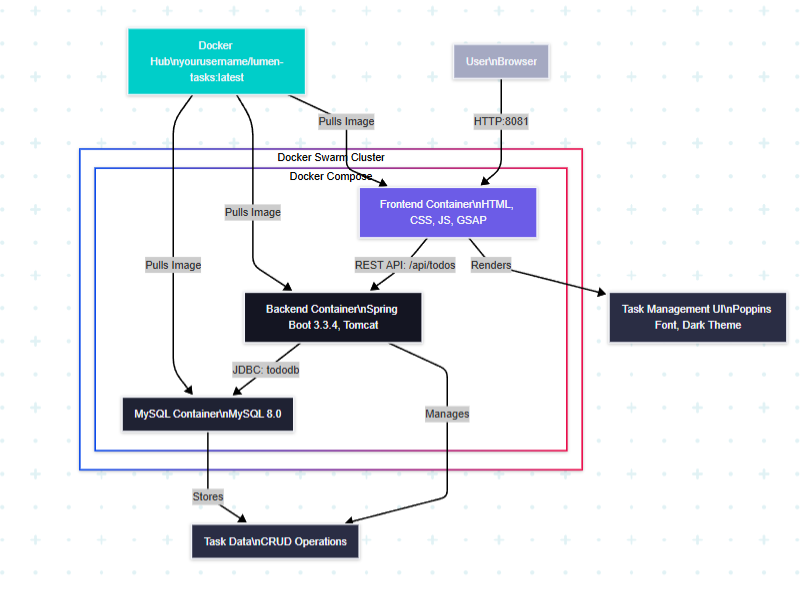 Docker
Hub\nyourusername/lumen-
tasks:latest
User\nBrowser
Pulls Image
HTTP:8081
Docker Swarm Cluster
Docker Compose
Frontend Container\nHTML,
CSS, JS, GSAP
Pulls Image
Pulls Image
REST API: /api/todos
Renders
Backend Container\nSpring
Boot 3.3.4, Tomcat
Task Management UI\nPoppins
Font, Dark Theme
JDBC: tododb
MySQL Container\nMySQL 8.0
Manages
Stores
Task Data\nCRUD Operations